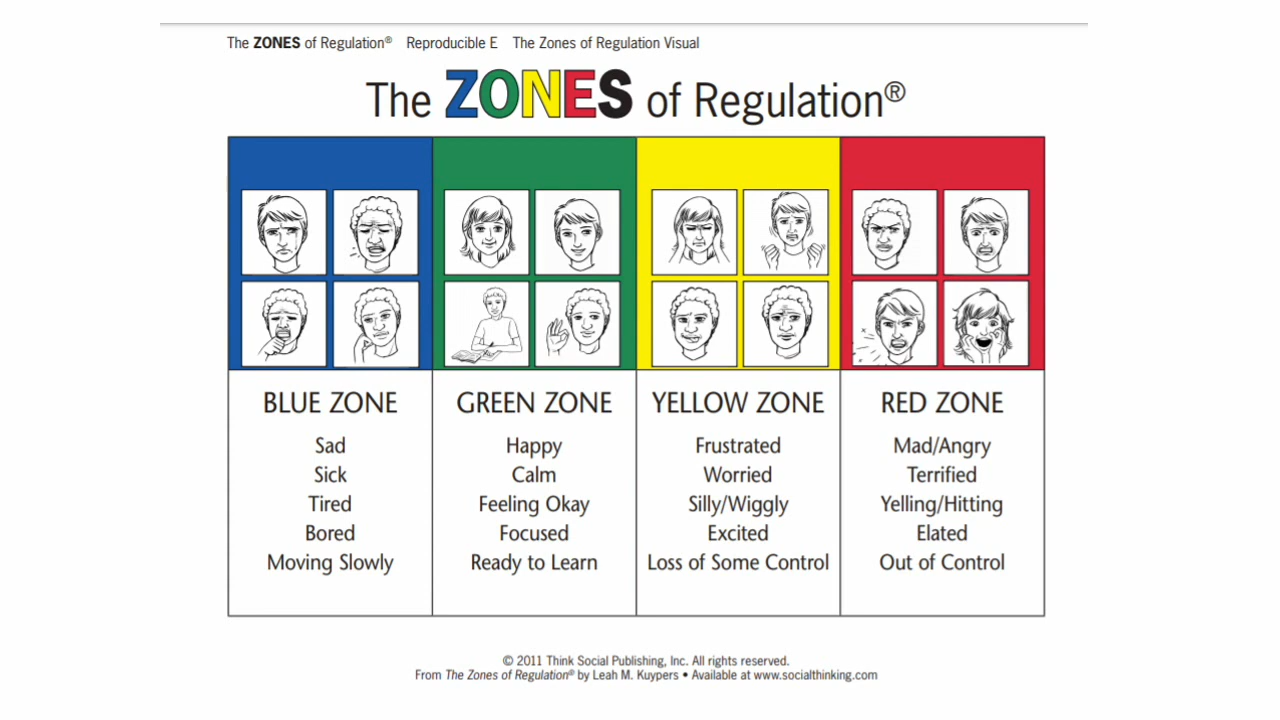 The ZONES of Regulation® Reproducible E The Zones of Regulation Visual
The ZONES of Regulation®
BLUE ZONE
Sad
Sick
Tired
Bored
Moving Slowly
GREEN ZONE
Happy
Calm
Feeling Okay
Focused
Ready to Learn
YELLOW ZONE
Frustrated
Worried
Silly/Wiggly
Excited
Loss of Some Control
RED ZONE
Mad/Angry
Terrified
Yelling/Hitting
Elated
Out of Control
© 2011 Think Social Publishing, Inc. All rights reserved.
From The Zones of Regulation® by Leah M. Kuypers • Available at www.socialthinking.com